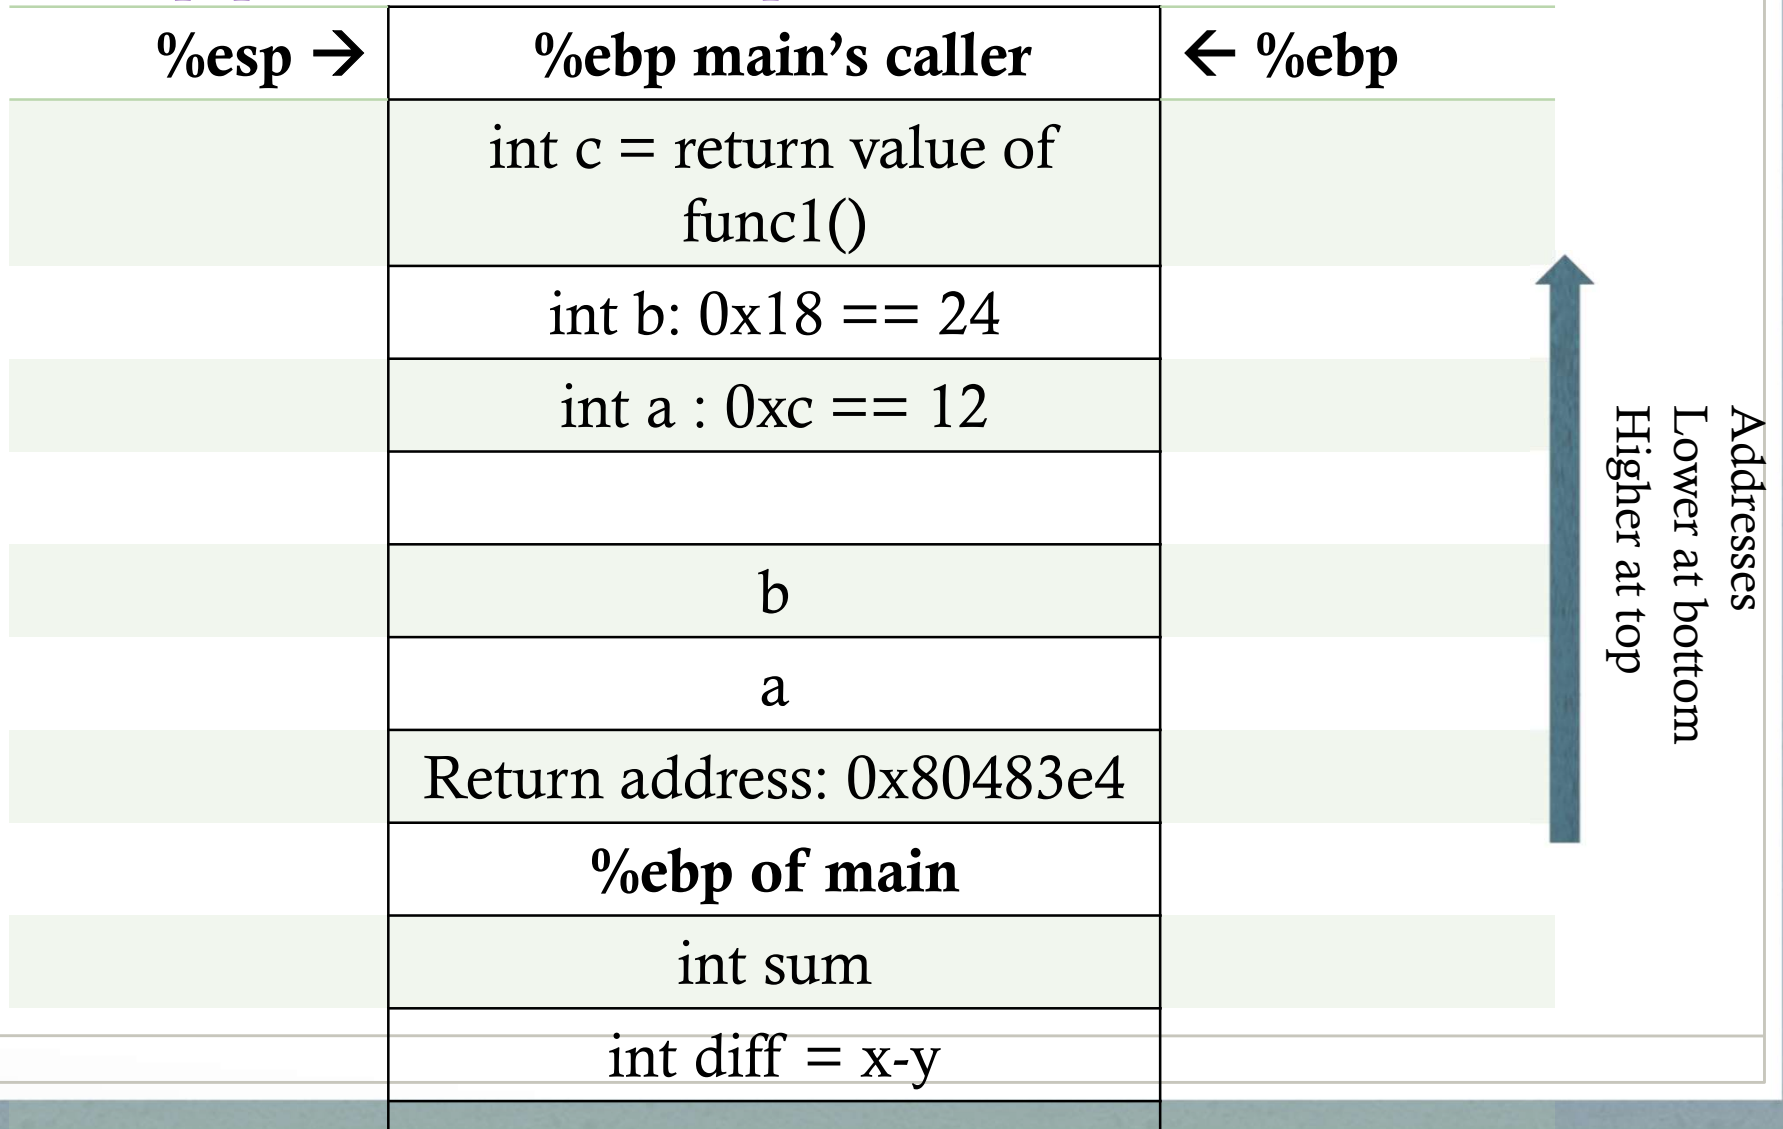 %esp → %ebp main’s caller ← %ebp
int c = return value of
func1()
int b: 0x18 == 24
int a : 0xc == 12
b
a
Return address: 0x80483e4
%ebp of main
int sum
int diff = x-y
Addresses
Lower at bottom
Higher at top